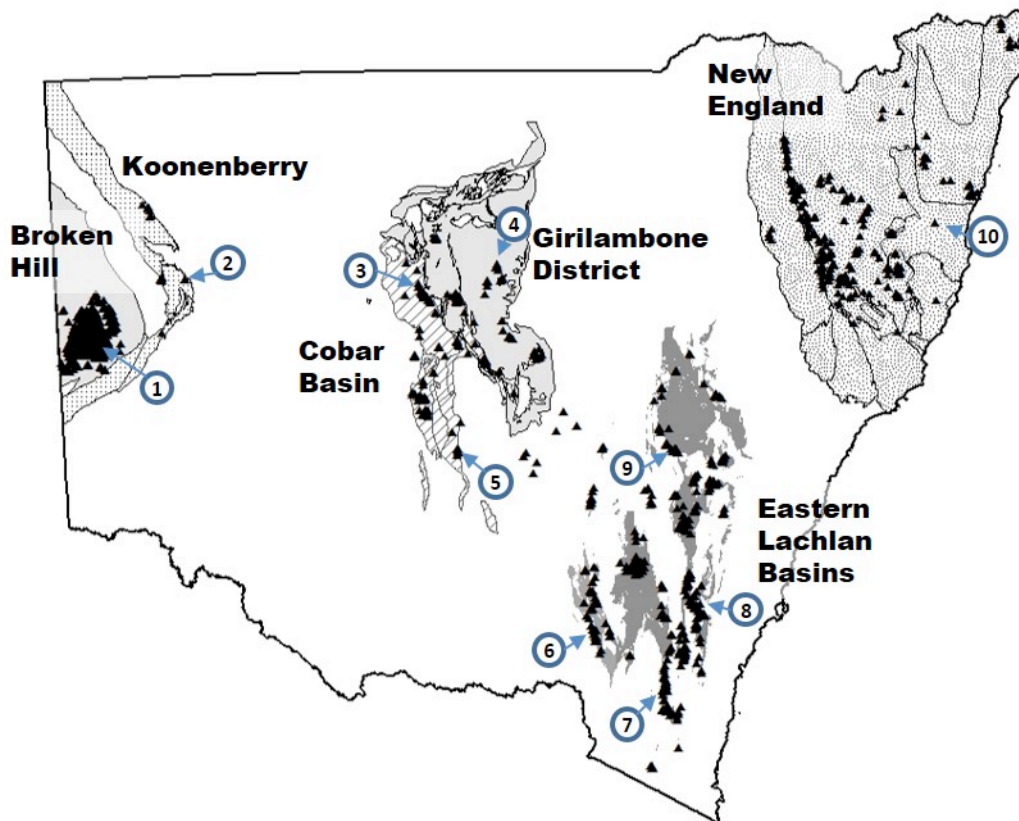 New
England
Koonenberry
Broken
Hill
2
4
Girilambone
District
10
3
Cobar
Basin
1
9
5
Eastern
Lachlan
Basins
8
6
7